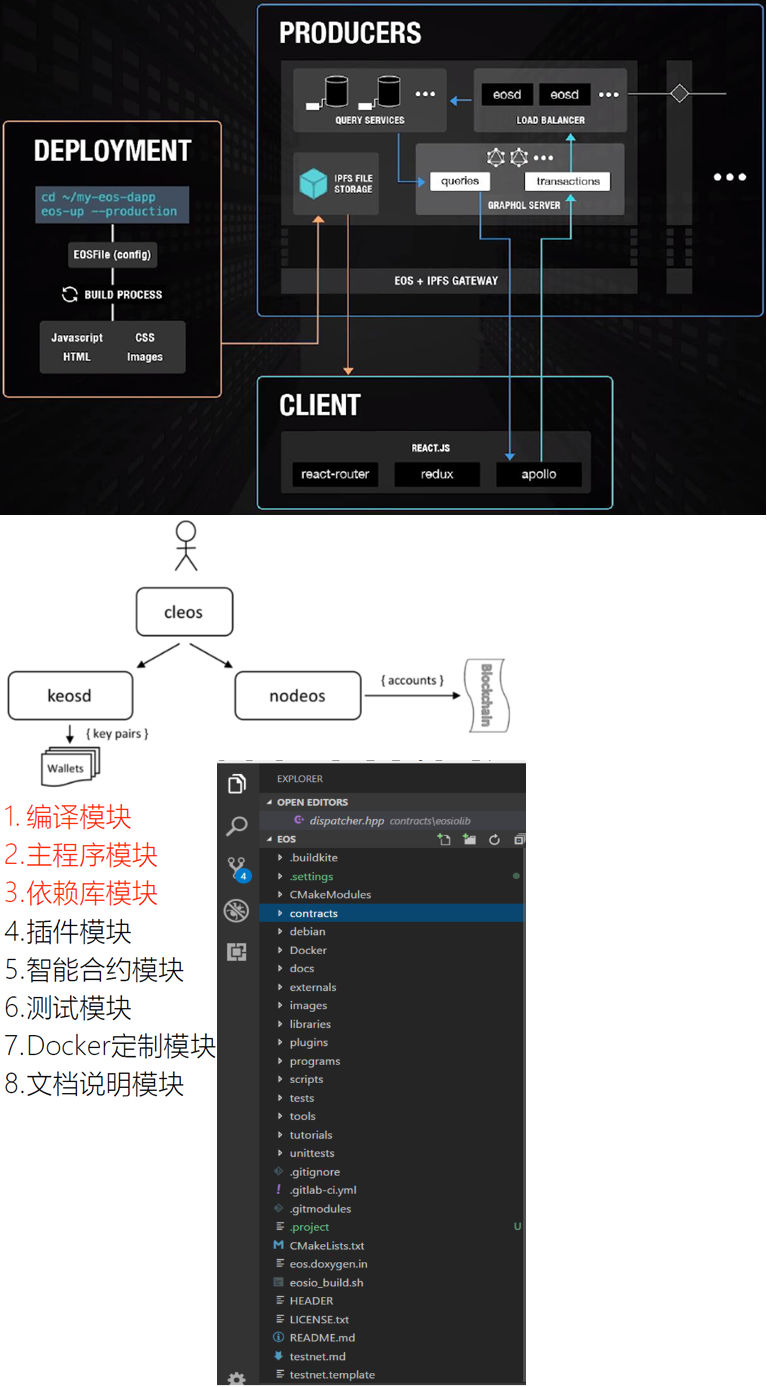 PRODUCERS
eosd eosd
QUERY SERVICES
LOAD BALANCER
IPFS FILE
STORAGE
queries
transactions
GRAPHQL SERVER
EOS + IPFS GATEWAY
DEPLOYMENT
cd ~/my-eos-dapp
eos-up --production
EOSFile (config)
BUILD PROCESS
Javascript CSS
HTML Images
CLIENT
REACT.JS
react-router redux apollo
cleos
keosd
nodeos
{ accounts }
Blockchain
{ key pairs }
Wallets
1. 编译模块
2.主程序模块
3.依赖库模块
4.插件模块
5.智能合约模块
6.测试模块
7.Docker定制模块
8.文档说明模块
EXPLORER
OPEN EDITORS
dispatcher.hpp contracts\eosiolib
EOS
.buildkite
.settings
4
CMakeModules
contracts
debian
Docker
docs
externals
images
libraries
plugins
programs
scripts
tests
tools
tutorials
unittests
.gitignore
.gitlab-ci.yml
.gitmodules
.project U
CMakeLists.txt
eos.doxygen.in
eosio_build.sh
HEADER
LICENSE.txt
README.md
testnet.md
testnet.template